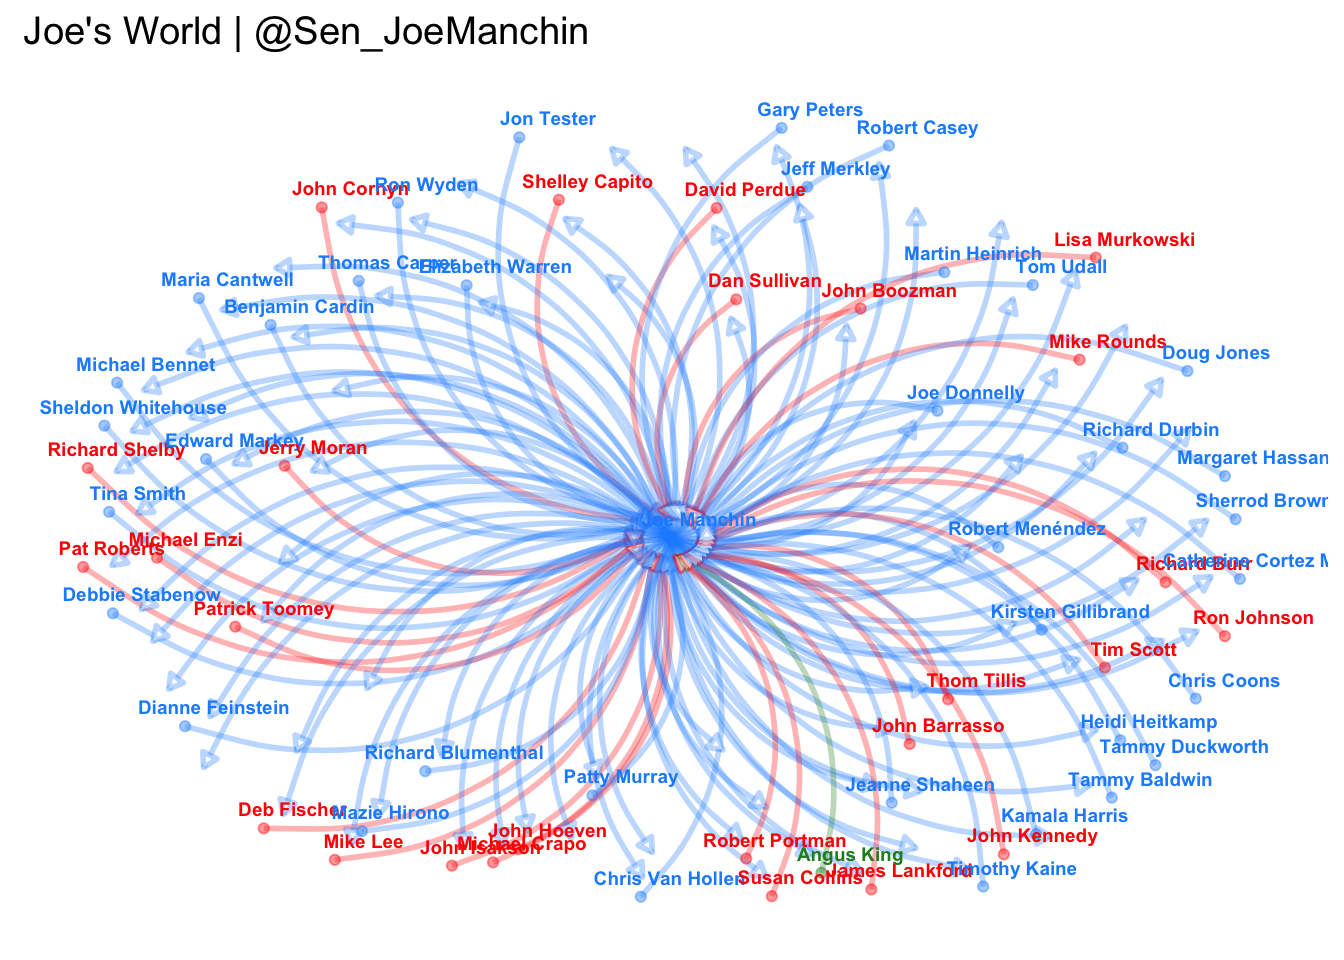 Joe's World | @Sen_JoeManchin
Gary Peters
Jon Tester
Robert Casey
Jeff Merkley
Shelley Capito
Ron Wyden
John Cornyn
David Perdue
Lisa Murkowski
Martin Heinrich
Thomas Carper
Elizabeth Warren
Tom Udall
Maria Cantwell
Dan Sullivan
John Boozman
Benjamin Cardin
Mike Rounds
Doug Jones
Michael Bennet
Joe Donnelly
Sheldon Whitehouse
Richard Durbin
Edward Markey
Richard Shelby
Jerry Moran
Margaret Hassan
Tina Smith
Sherrod Brown
Joe Manchin
Robert Menéndez
Michael Enzi
Pat Roberts
Catherine Cortez M
Richard Burr
Debbie Stabenow
Patrick Toomey
Kirsten Gillibrand
Ron Johnson
Tim Scott
Thom Tillis
Chris Coons
Dianne Feinstein
Heidi Heitkamp
John Barrasso
Tammy Duckworth
Richard Blumenthal
Patty Murray
Tammy Baldwin
Jeanne Shaheen
Deb Fischer
Mazie Hirono
Kamala Harris
John Hoeven
John Kennedy
Mike Lee
Robert Portman
Michael Crapo
John Isakson
Angus King
Timothy Kaine
James Lankford
Chris Van Hollen
Susan Collins